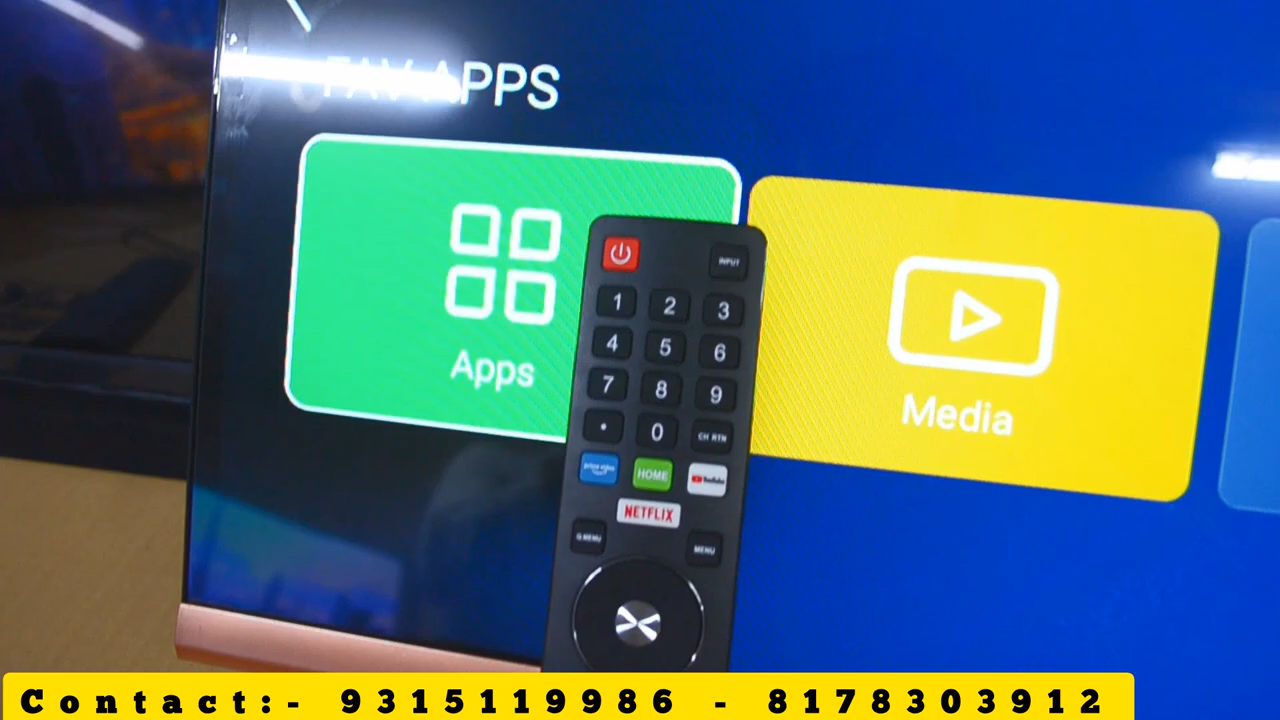 FAV APPS
Apps
Media
INPUT
1 2 3
4 5 6
7 8 9
• 0 CH RTN
prime video HOME YouTube
NETFLIX
Q.MENU MENU
Contact:- 9315119986 - 8178303912